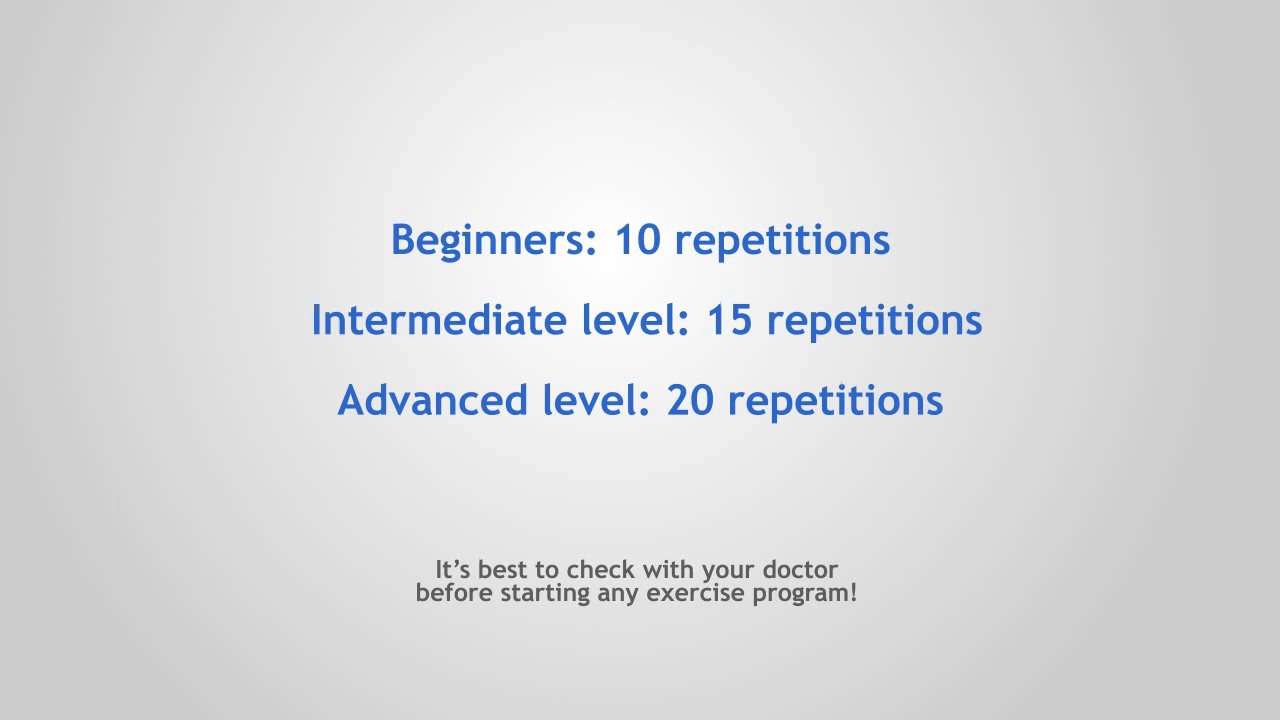 Beginners: 10 repetitions
Intermediate level: 15 repetitions
Advanced level: 20 repetitions
It’s best to check with your doctor
before starting any exercise program!